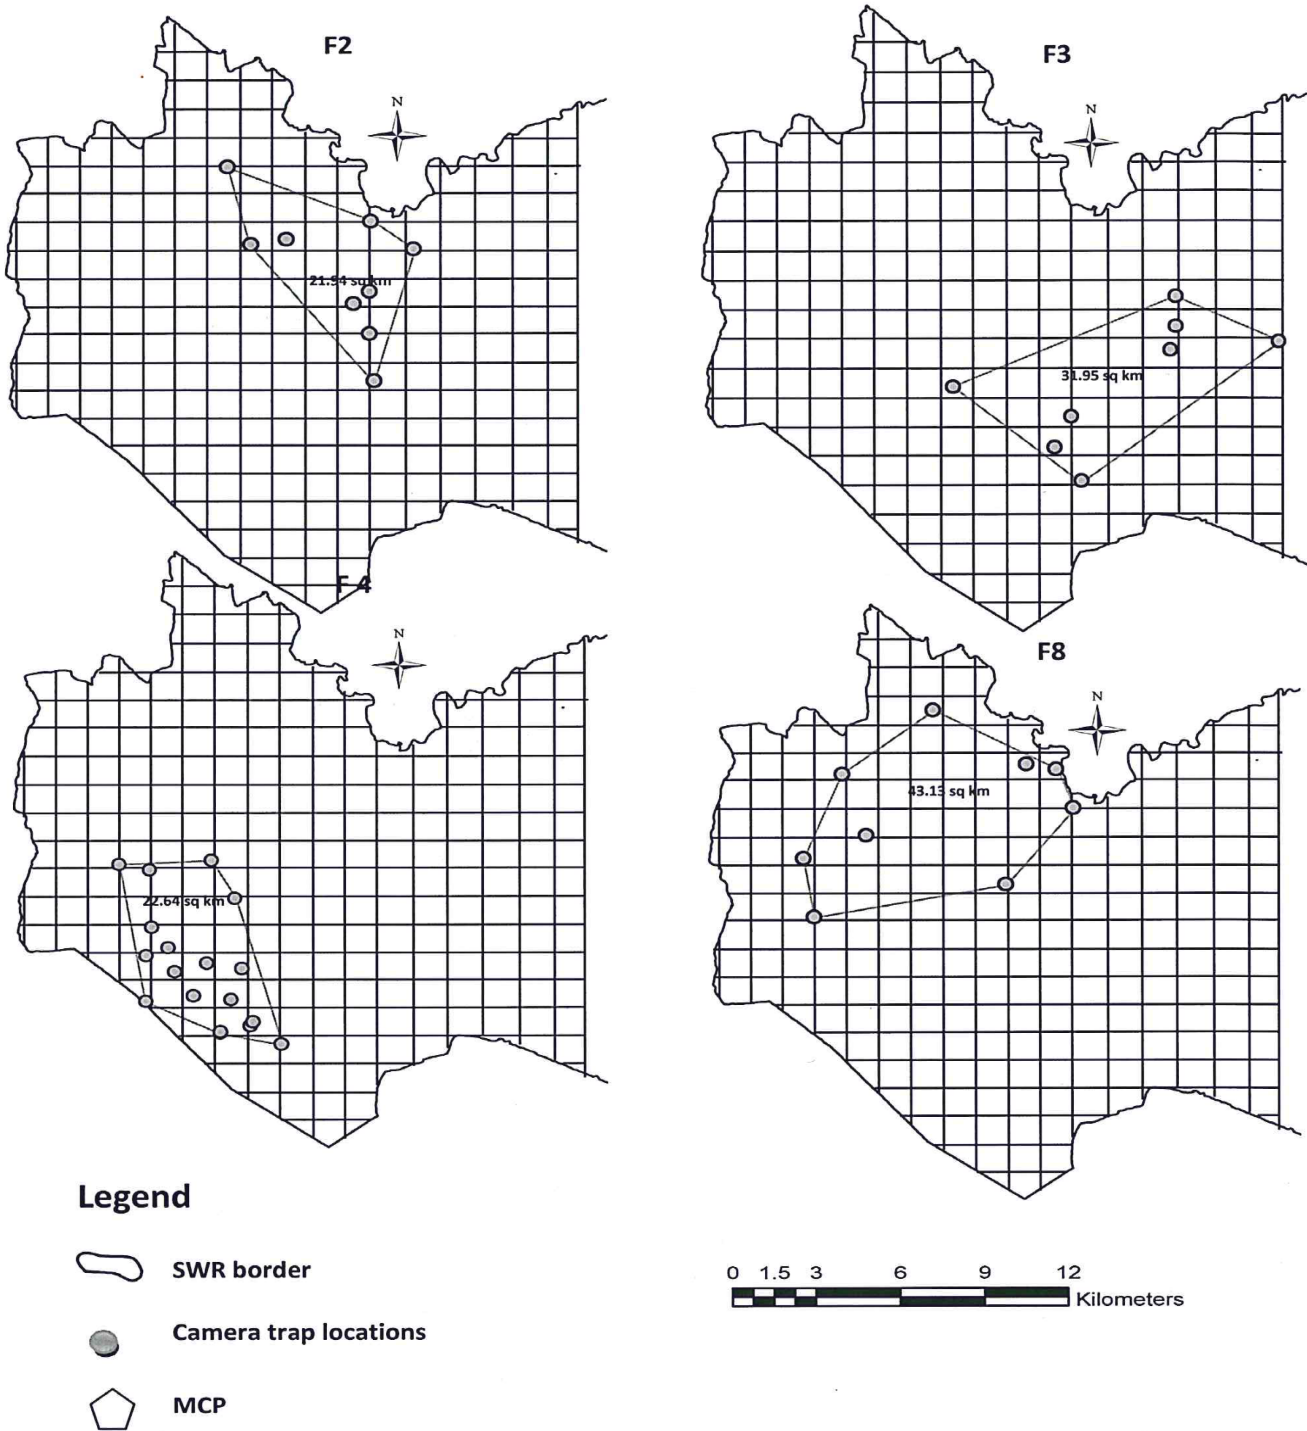 F2
N
21.94 sq km
F3
N
31.95 sq km
F 4
N
22.64 sq km
F8
N
43.13 sq km
Legend
SWR border
Camera trap locations
MCP
0 1.5 3 6 9 12
Kilometers